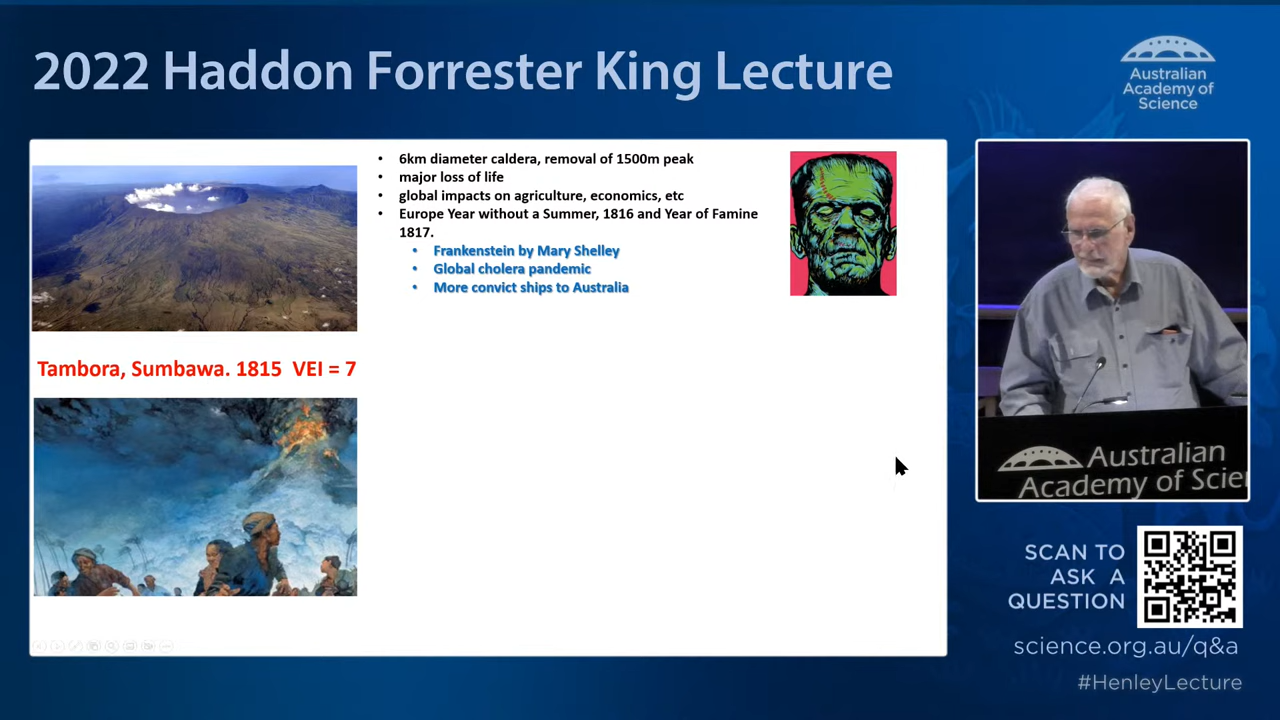 2022 Haddon Forrester King Lecture
Australian
Academy of
Science
• 6km diameter caldera, removal of 1500m peak
• major loss of life
• global impacts on agriculture, economics, etc
• Europe Year without a Summer, 1816 and Year of Famine
1817.
• Frankenstein by Mary Shelley
• Global cholera pandemic
• More convict ships to Australia
Tambora, Sumbawa. 1815 VEI = 7
Australian
Academy of Scie
SCAN TO
ASK A
QUESTION
science.org.au/q&a
#HenleyLecture